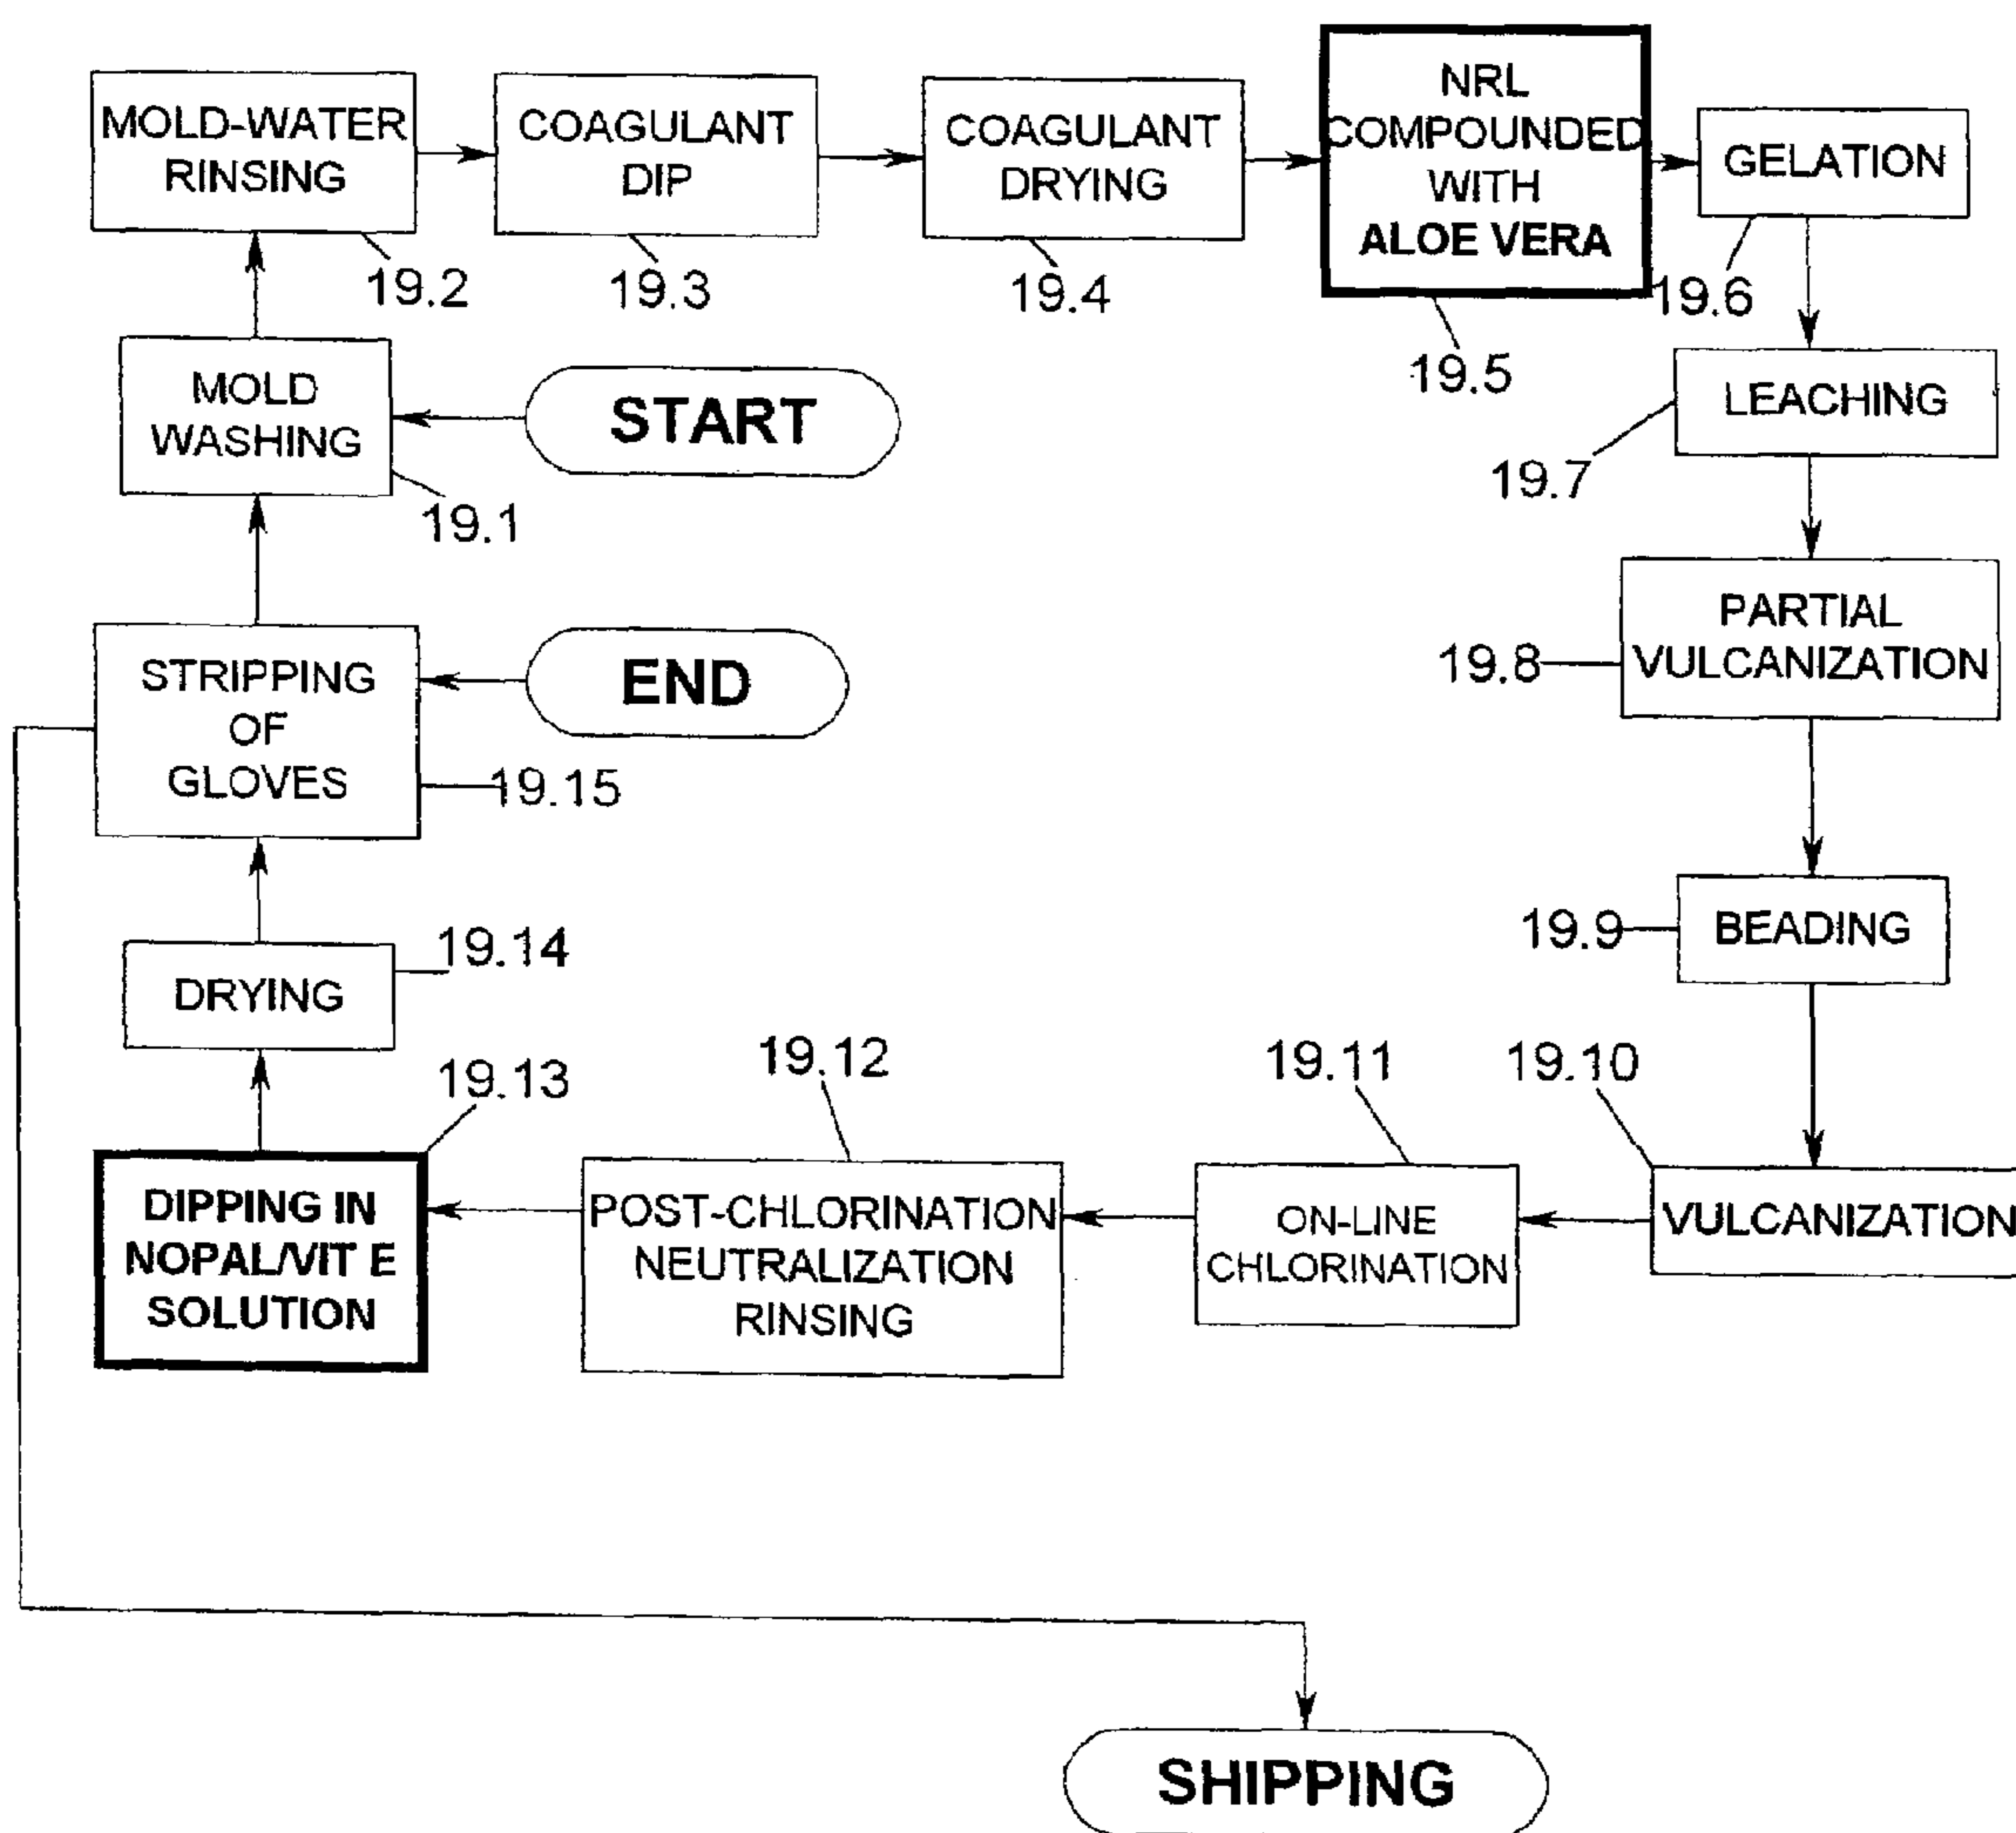 MOLD-WATER
RINSING
19.2
COAGULANT
DIP
19.3
COAGULANT
DRYING
19.4
NRL
COMPOUNDED
WITH
ALOE VERA
19.5
GELATION
19.6
MOLD
WASHING
19.1
START
LEACHING
19.7
PARTIAL
VULCANIZATION
19.8
STRIPPING
OF
GLOVES
19.15
END
BEADING
19.9
DRYING
19.14
19.13
DIPPING IN
NOPAL/VIT E
SOLUTION
19.12
POST-CHLORINATION
NEUTRALIZATION
RINSING
19.11
ON-LINE
CHLORINATION
19.10
VULCANIZATION
SHIPPING